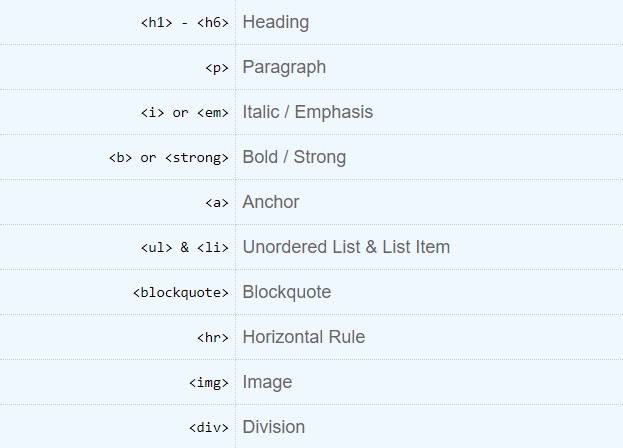 <h1> - <h6> Heading
<p> Paragraph
<i> or <em> Italic / Emphasis
<b> or <strong> Bold / Strong
<a> Anchor
<ul> & <li> Unordered List & List Item
<blockquote> Blockquote
<hr> Horizontal Rule
<img> Image
<div> Division